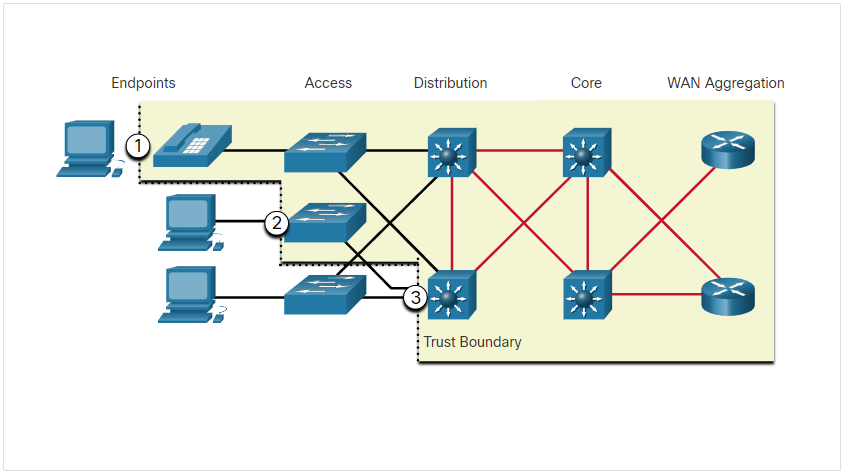 Endpoints Access Distribution Core WAN Aggregation
1
2
3
Trust Boundary